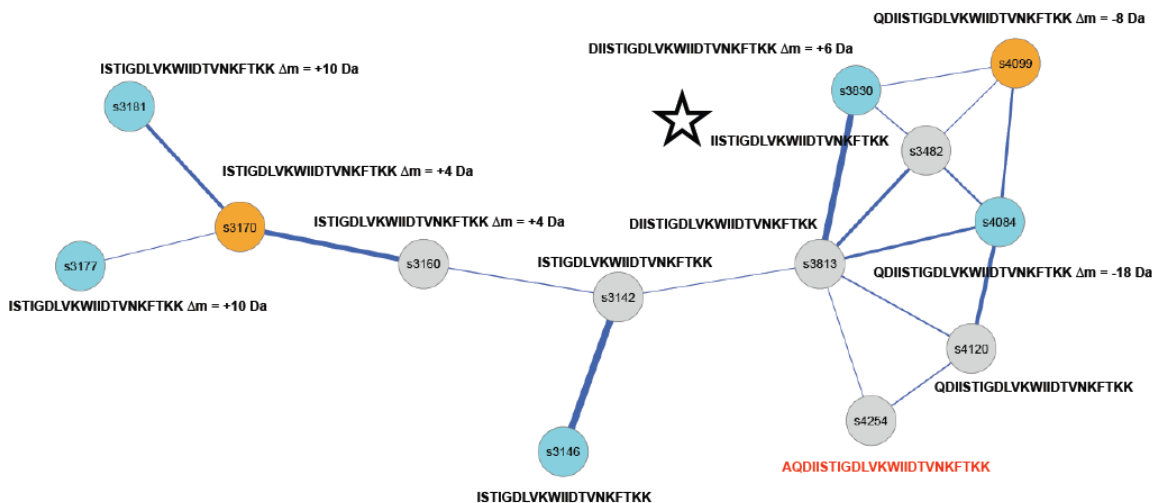 QDIISTIGDLVKWIIDTVNKFTKK Δm = -8 Da
DIISTIGDLVKWIIDTVNKFTKK Δm = +6 Da
s4099
ISTIGDLVKWIIDTVNKFTKK Δm = +10 Da
s3830
s3181
IISTIGDLVKWIIDTVNKFTKK
s3482
ISTIGDLVKWIIDTVNKFTKK Δm = +4 Da
ISTIGDLVKWIIDTVNKFTKK Δm = +4 Da
DIISTIGDLVKWIIDTVNKFTKK
s4084
s3170
s3160
ISTIGDLVKWIIDTVNKFTKK
s3813
s3177
QDIISTIGDLVKWIIDTVNKFTKK Δm = -18 Da
s3142
ISTIGDLVKWIIDTVNKFTKK Δm = +10 Da
s4120
QDIISTIGDLVKWIIDTVNKFTKK
s4254
s3146
AQDIISTIGDLVKWIIDTVNKFTKK
ISTIGDLVKWIIDTVNKFTKK